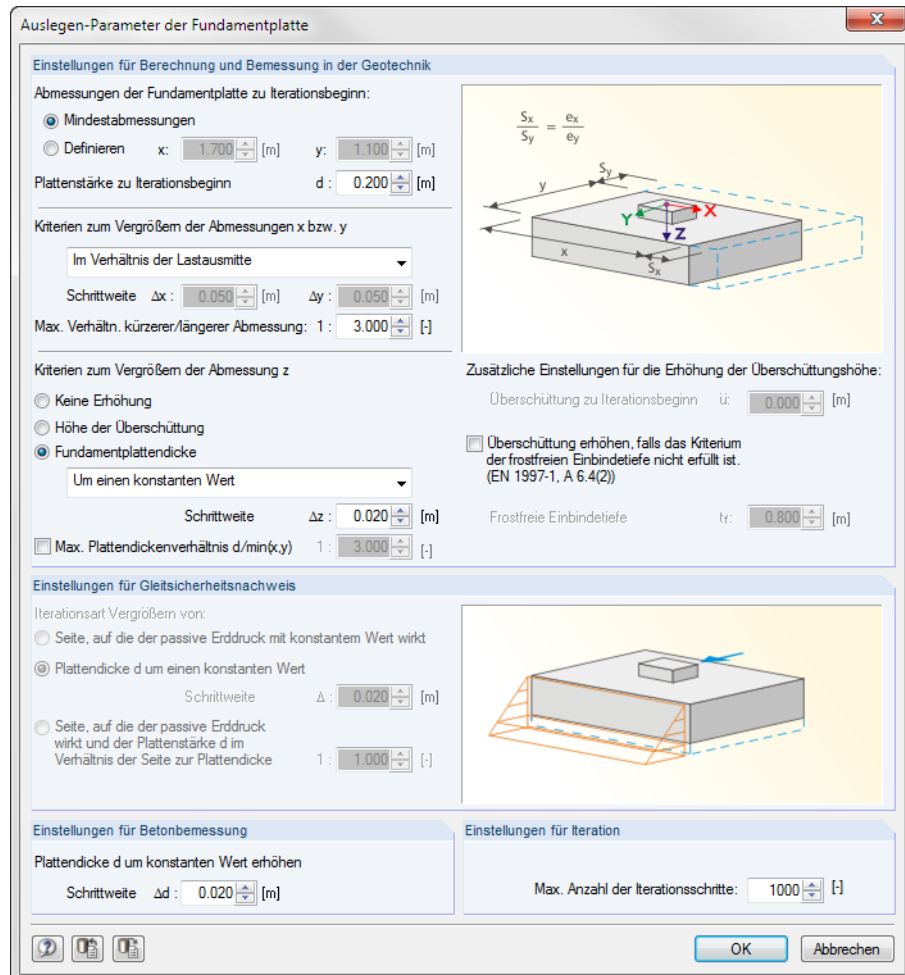 Auslegen-Parameter der Fundamentplatte
Einstellungen für Berechnung und Bemessung in der Geotechnik
Abmessungen der Fundamentplatte zu Iterationsbeginn:
Mindestabmessungen
Definieren x: 1.700 [m] y: 1.100 [m]
Plattenstärke zu Iterationsbeginn d : 0.200 [m]
Kriterien zum Vergrößern der Abmessungen x bzw. y
Im Verhältnis der Lastausmitte
Schrittweite Δx : 0.050 [m] Δy : 0.050 [m]
Max. Verhältn. kürzerer/längerer Abmessung: 1 : 3.000 [-]
Sx / Sy = ex / ey
y Sy
Y X
Z
x Sx
Kriterien zum Vergrößern der Abmessung z
Keine Erhöhung
Höhe der Überschüttung
Fundamentplattendicke
Um einen konstanten Wert
Schrittweite Δz : 0.020 [m]
Max. Plattendickenverhältnis d/min(x,y) 1 : 3.000 [-]
Zusätzliche Einstellungen für die Erhöhung der Überschüttungshöhe:
Überschüttung zu Iterationsbeginn ü: 0.000 [m]
Überschüttung erhöhen, falls das Kriterium
der frostfreien Einbindetiefe nicht erfüllt ist.
(EN 1997-1, A 6.4(2))
Frostfreie Einbindetiefe tf: 0.800 [m]
Einstellungen für Gleitsicherheitsnachweis
Iterationsart Vergrößern von:
Seite, auf die der passive Erddruck mit konstantem Wert wirkt
Plattendicke d um einen konstanten Wert
Schrittweite Δ : 0.020 [m]
Seite, auf die der passive Erddruck
wirkt und der Plattenstärke d im
Verhältnis der Seite zur Plattendicke 1 : 1.000 [-]
Einstellungen für Betonbemessung
Plattendicke d um konstanten Wert erhöhen
Schrittweite Δd : 0.020 [m]
Einstellungen für Iteration
Max. Anzahl der Iterationsschritte: 1000 [-]
OK Abbrechen